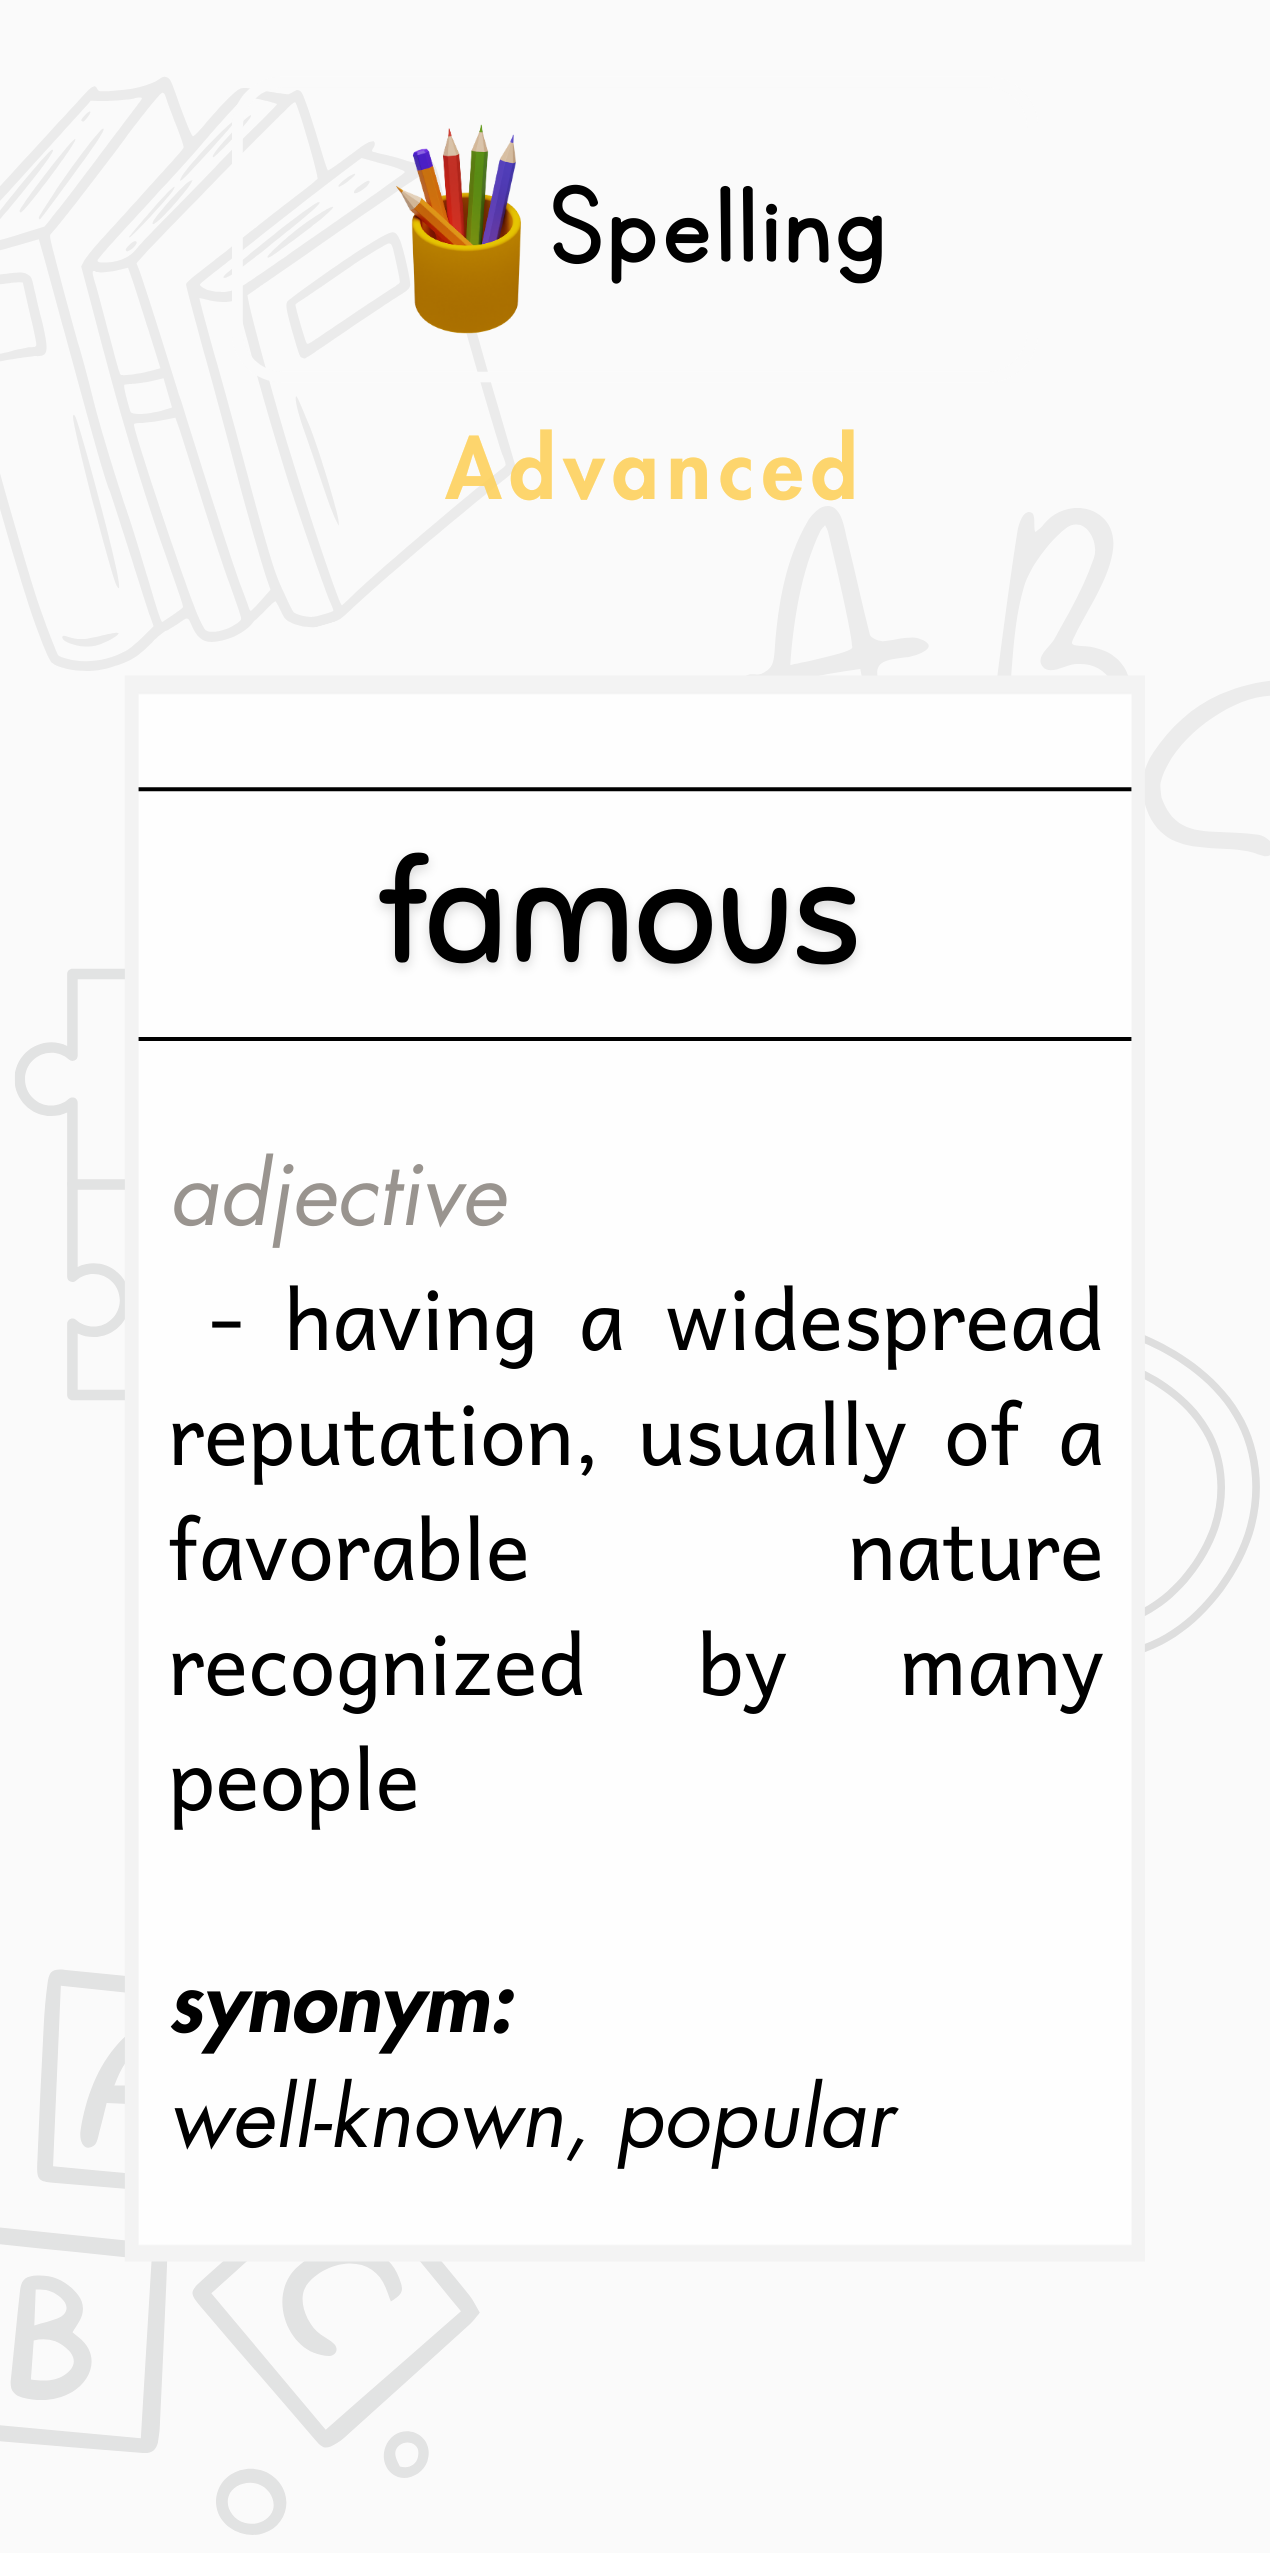 Spelling
Advanced
A B
famous
adjective
- having a widespread
reputation, usually of a
favorable nature
recognized by many
people
synonym:
well-known, popular
A
B
C